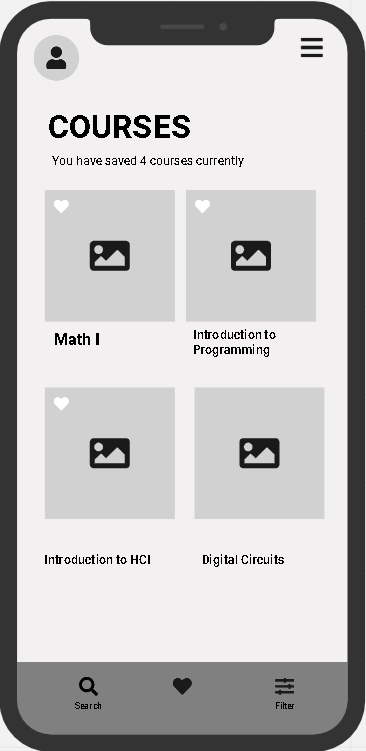 COURSES
You have saved 4 courses currently
Math I
Introduction to
Programming
Introduction to HCI
Digital Circuits
Search
Filter